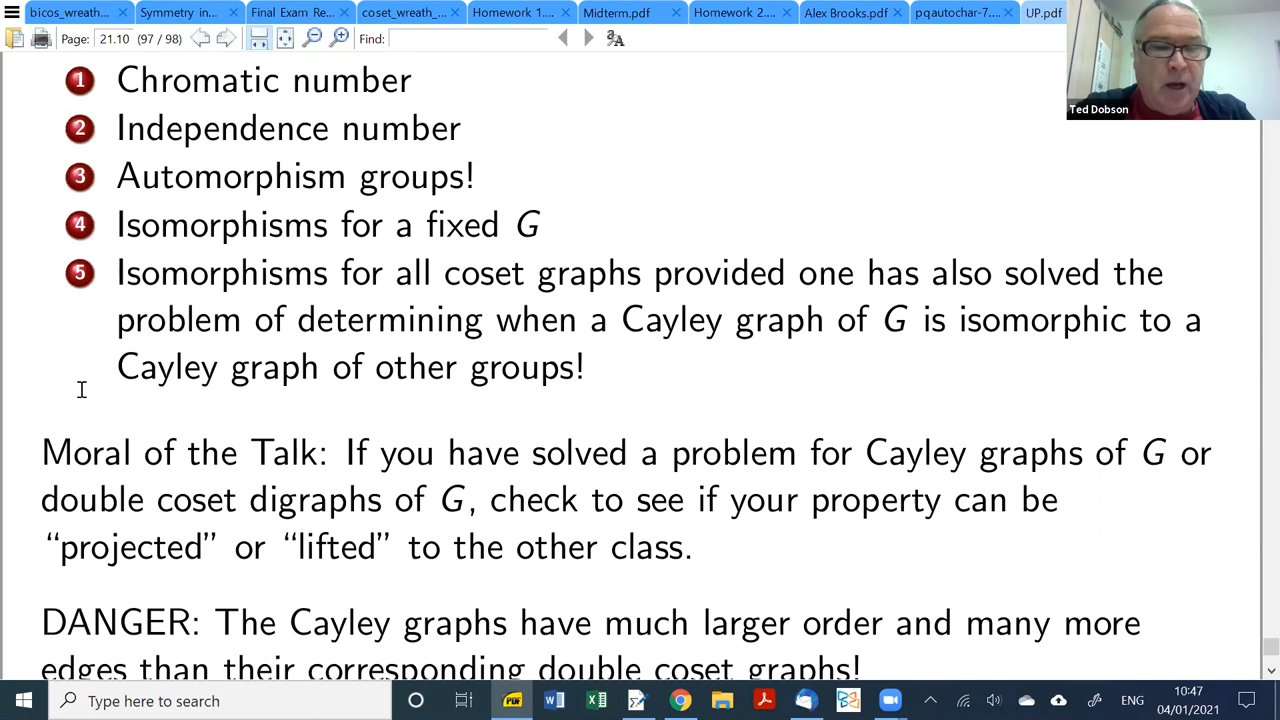 bicos_wreath...
Symmetry in...
Final Exam Re...
coset_wreath_...
Homework 1....
Midterm.pdf
Homework 2....
Alex Brooks.pdf
pqautochar-7....
UP.pdf
Page: 21.10 (97 / 98) Find:
Ted Dobson
1 Chromatic number
2 Independence number
3 Automorphism groups!
4 Isomorphisms for a fixed G
5 Isomorphisms for all coset graphs provided one has also solved the
problem of determining when a Cayley graph of G is isomorphic to a
Cayley graph of other groups!
Moral of the Talk: If you have solved a problem for Cayley graphs of G or
double coset digraphs of G, check to see if your property can be
“projected” or “lifted” to the other class.
DANGER: The Cayley graphs have much larger order and many more
edges than their corresponding double coset graphs!
Type here to search
ENG
10:47
04/01/2021